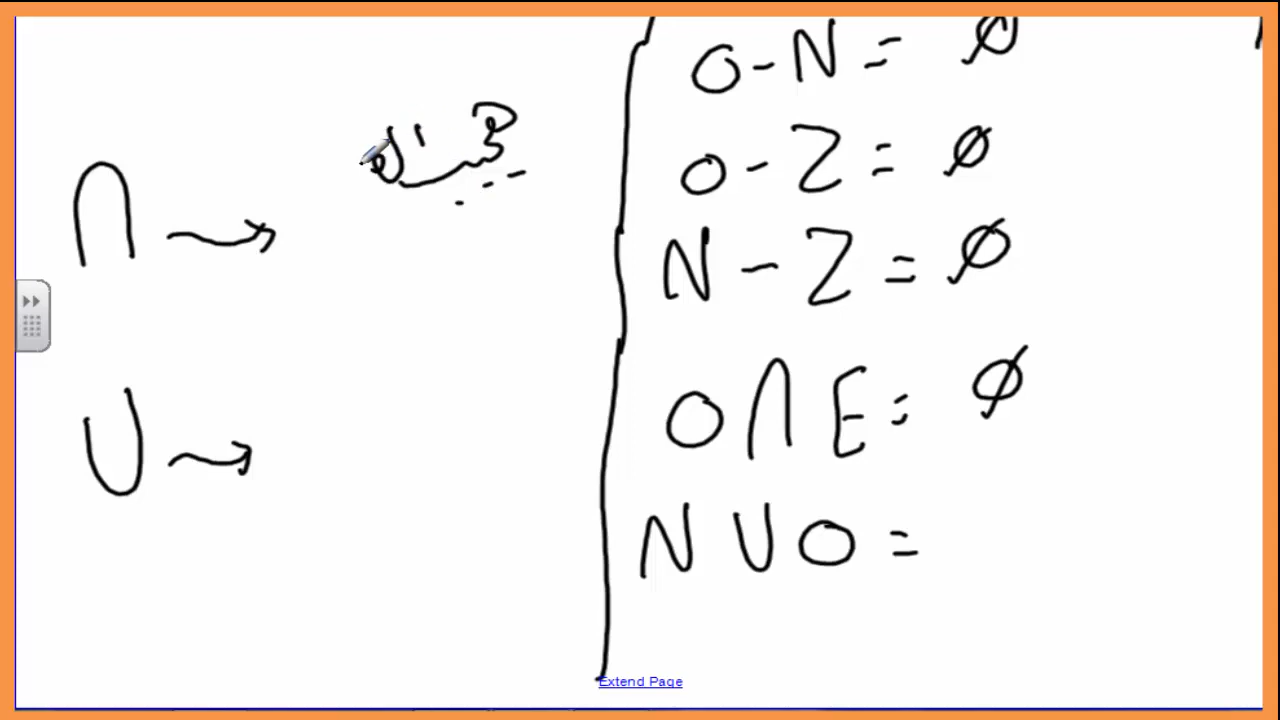 ∩ →
∪ →
O - N = ∅
O - Z = ∅
N - Z = ∅
O ∩ E = ∅
N ∪ O =
Extend Page